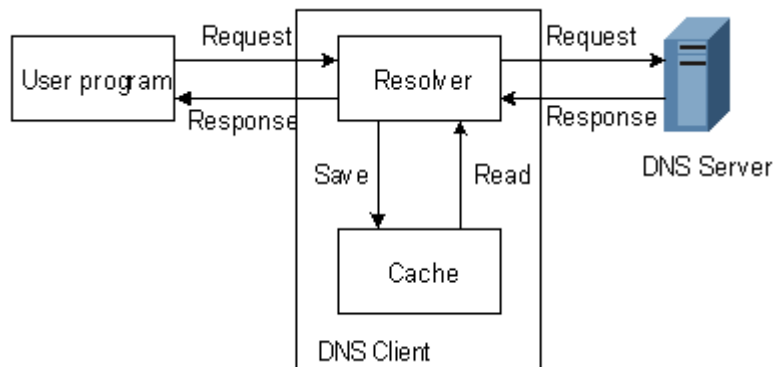 Request
Request
User program
Resolver
Response
Response
DNS Server
Save
Read
Cache
DNS Client